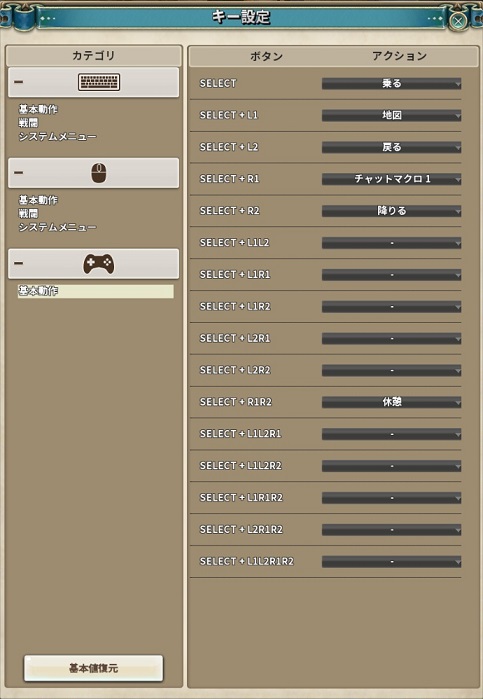 キー設定
カテゴリ
基本動作
戦闘
システムメニュー
基本動作
戦闘
システムメニュー
基本動作
基本値復元
ボタン アクション
SELECT 乗る
SELECT + L1 地図
SELECT + L2 戻る
SELECT + R1 チャットマクロ 1
SELECT + R2 降りる
SELECT + L1L2 -
SELECT + L1R1 -
SELECT + L1R2 -
SELECT + L2R1 -
SELECT + L2R2 -
SELECT + R1R2 休憩
SELECT + L1L2R1 -
SELECT + L1L2R2 -
SELECT + L1R1R2 -
SELECT + L2R1R2 -
SELECT + L1L2R1R2 -